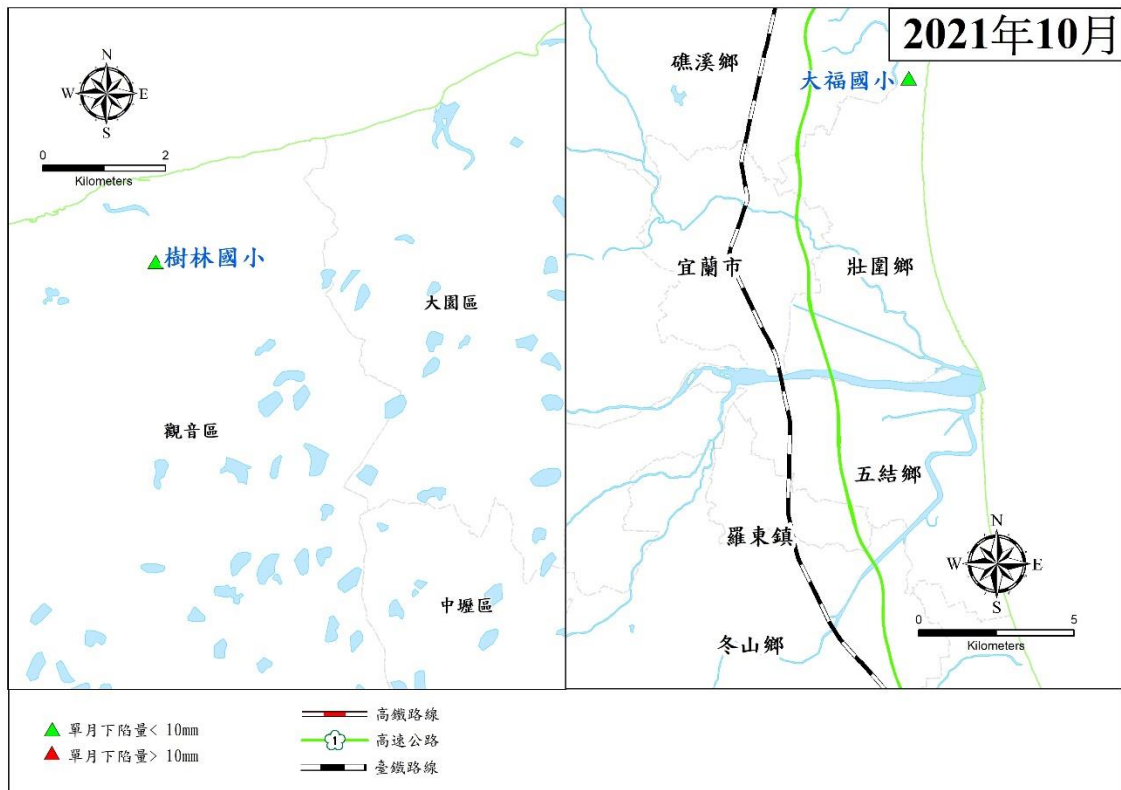 2021年10月
N
W E
S
0 2
Kilometers
樹林國小
大園區
觀音區
中壢區
礁溪鄉
大福國小
宜蘭市
壯圍鄉
五結鄉
羅東鎮
冬山鄉
N
W E
S
0 5
Kilometers
單月下陷量< 10mm
單月下陷量> 10mm
高鐵路線
1 高速公路
臺鐵路線